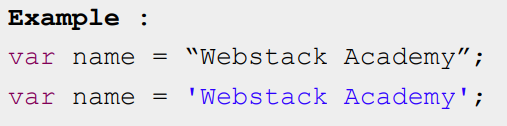 Example :
var name = “Webstack Academy”;
var name = 'Webstack Academy';